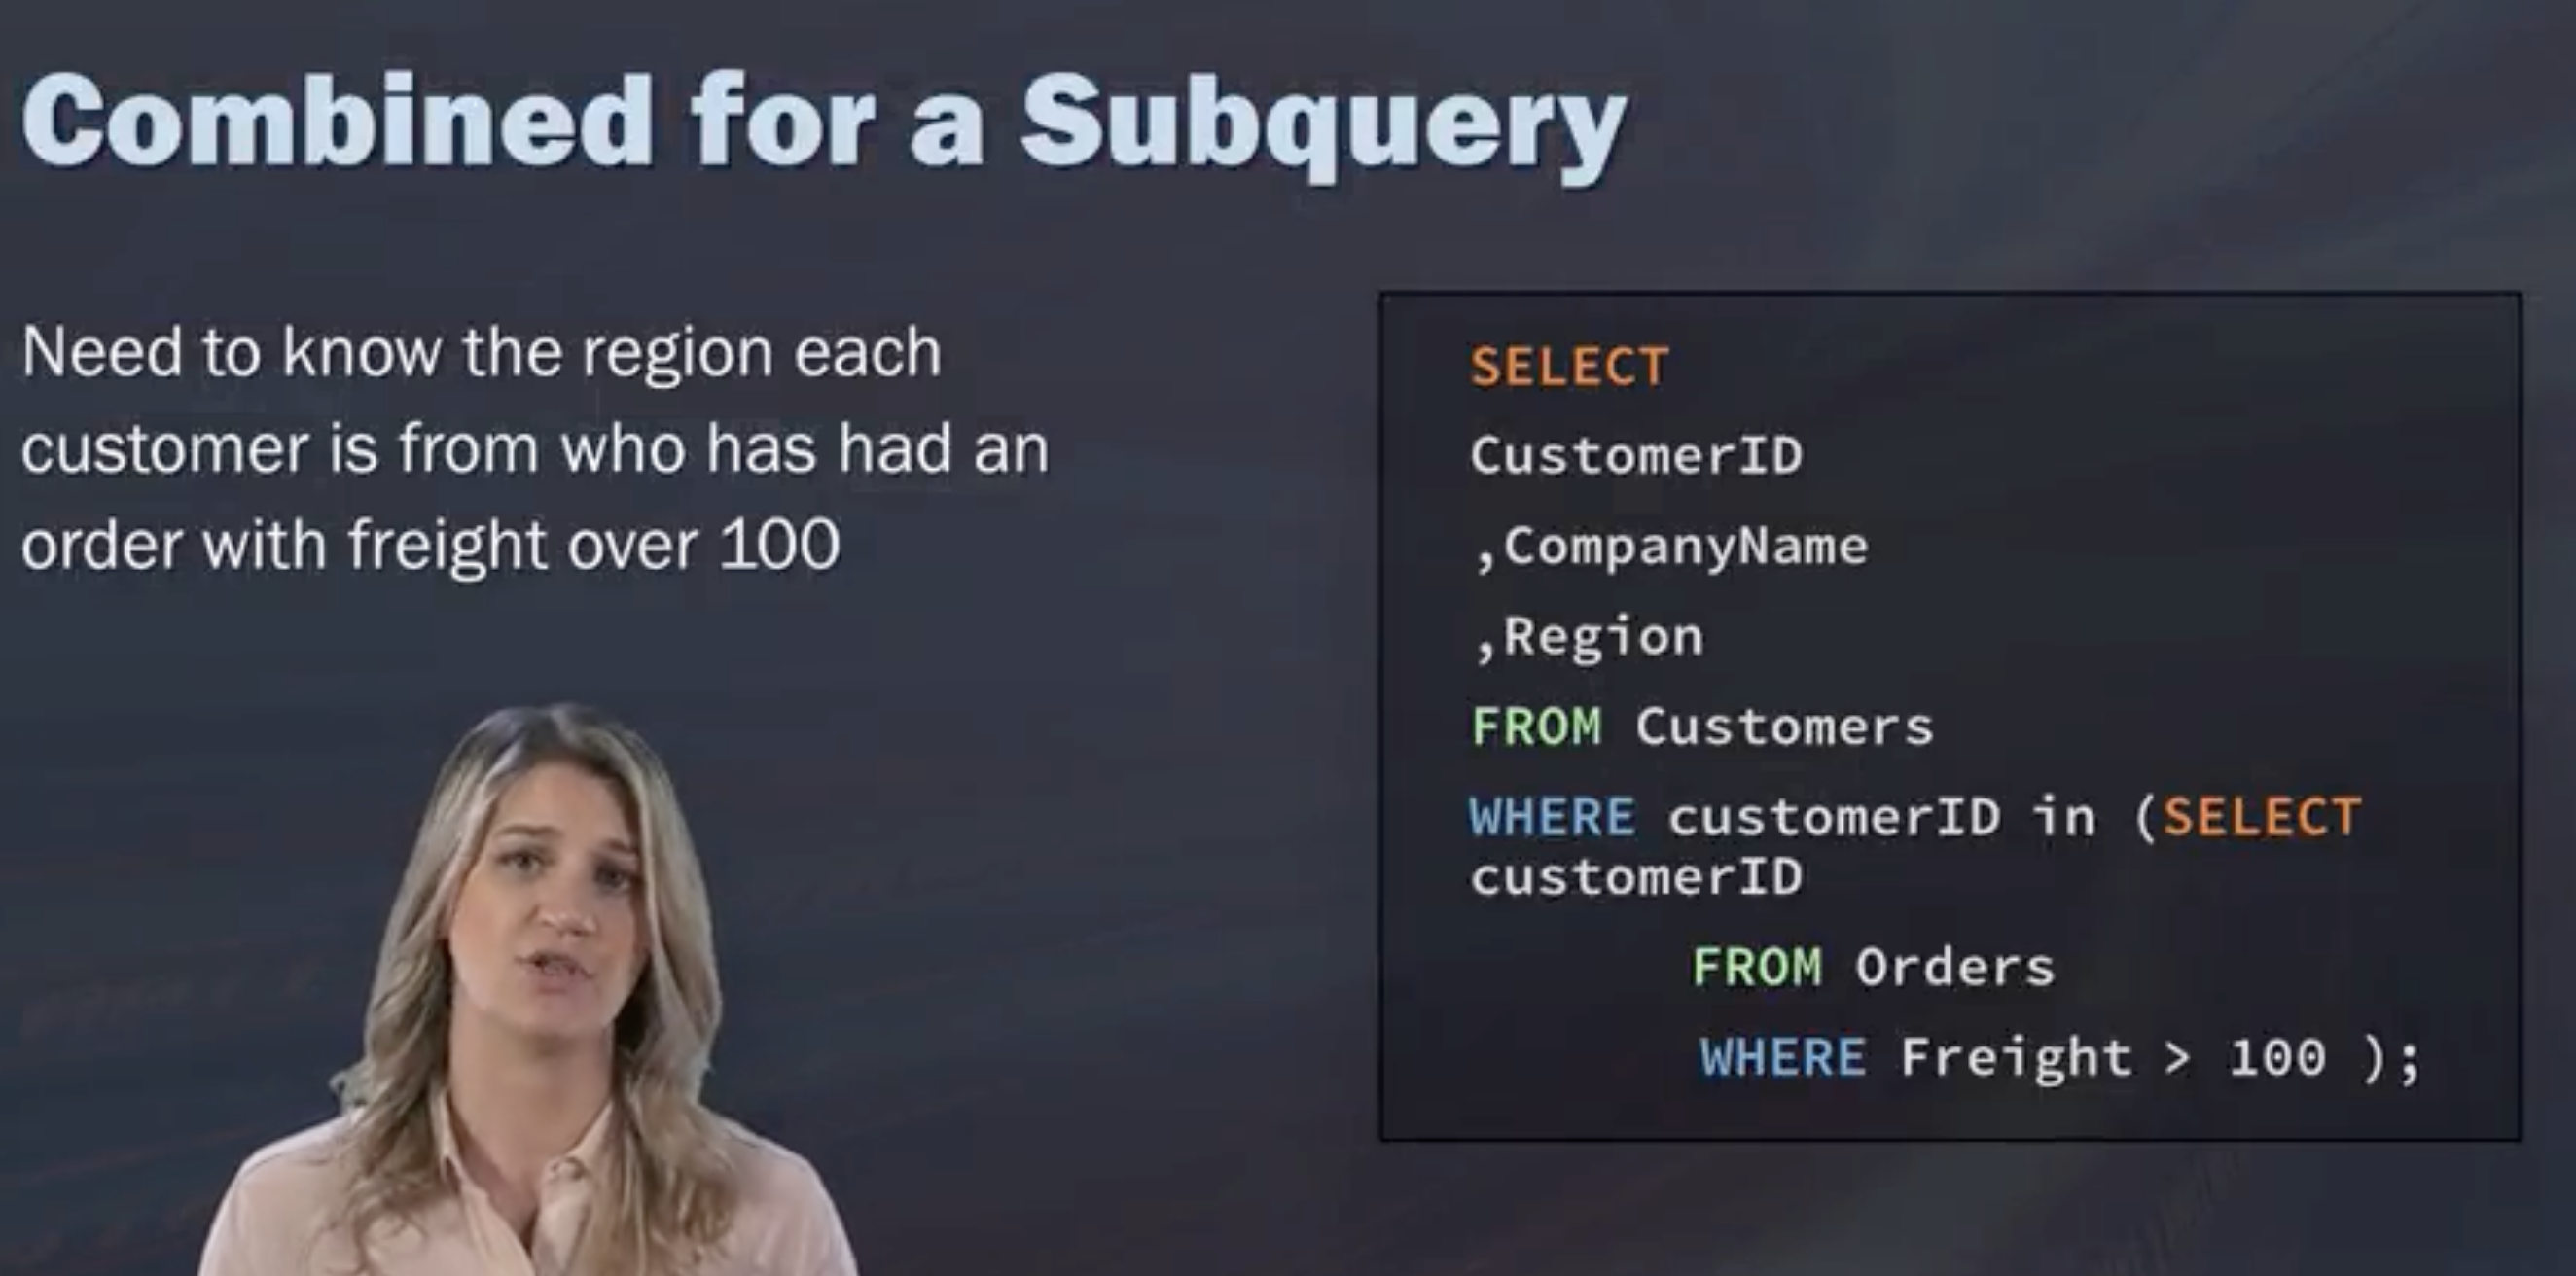 Combined for a Subquery
Need to know the region each
customer is from who has had an
order with freight over 100
SELECT
CustomerID
,CompanyName
,Region
FROM Customers
WHERE customerID in (SELECT
customerID
FROM Orders
WHERE Freight > 100 );